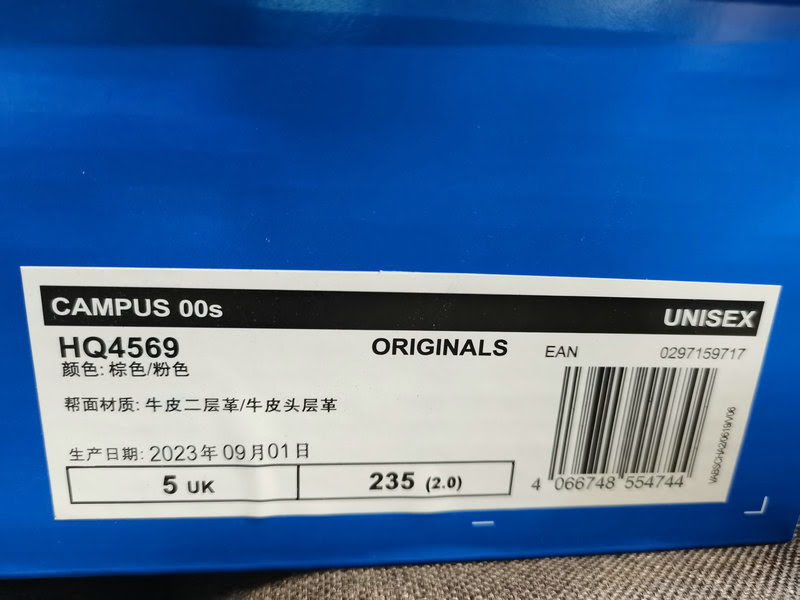 CAMPUS 00s
UNISEX
HQ4569
ORIGINALS
EAN
0297159717
颜色: 棕色/粉色
帮面材质: 牛皮二层革/牛皮头层革
生产日期: 2023年09月01日
5 UK
235 (2.0)
4 066748 554744